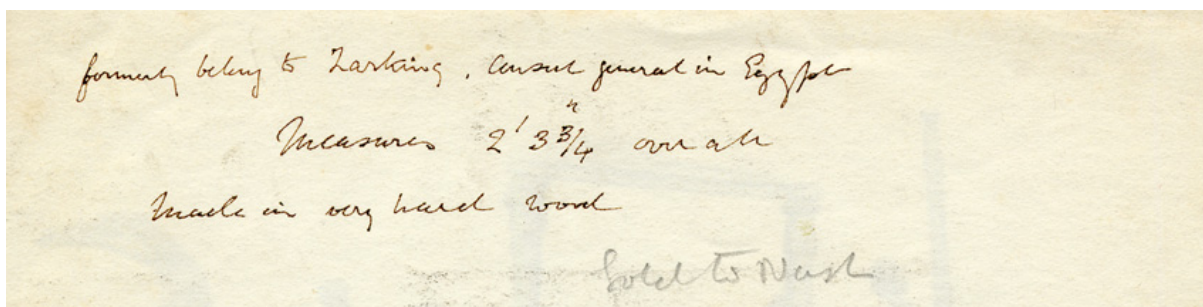 formerly belong to Larking, Consul general in Egypt
Measures 2' 3 3/4" over all
Made in very hard wood
Sold to Nash